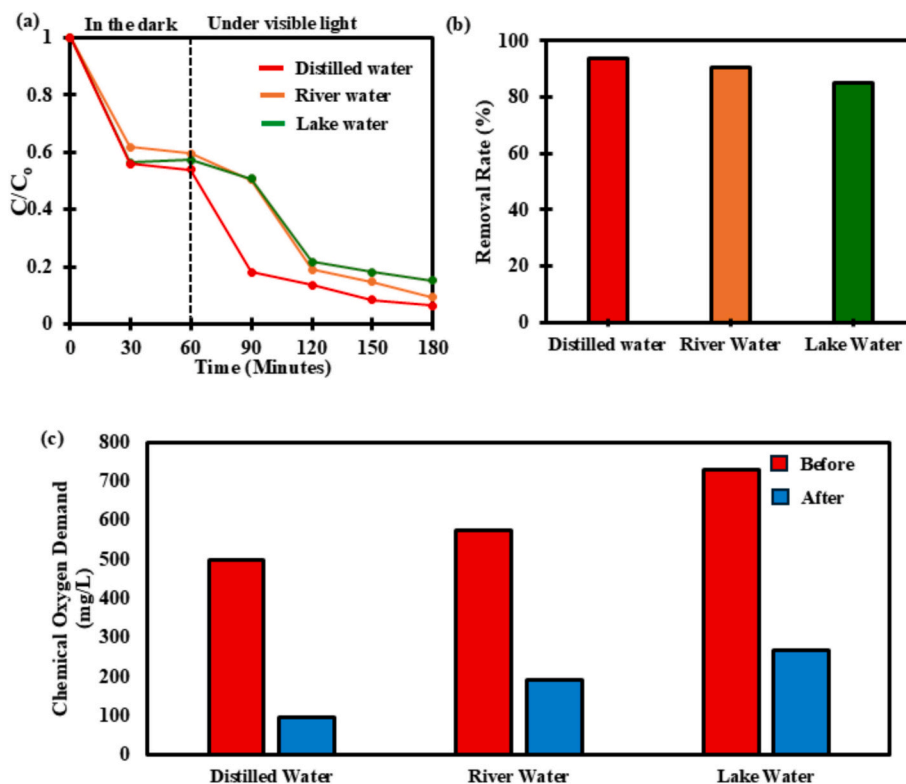 (a)
In the dark
Under visible light
Distilled water
River water
Lake water
1
0.8
0.6
0.4
0.2
0
C/Co
0 30 60 90 120 150 180
Time (Minutes)
(b)
100
80
60
40
20
0
Removal Rate (%)
Distilled water River Water Lake Water
(c)
800
700
600
500
400
300
200
100
0
Chemical Oxygen Demand
(mg/L)
Before
After
Distilled Water River Water Lake Water